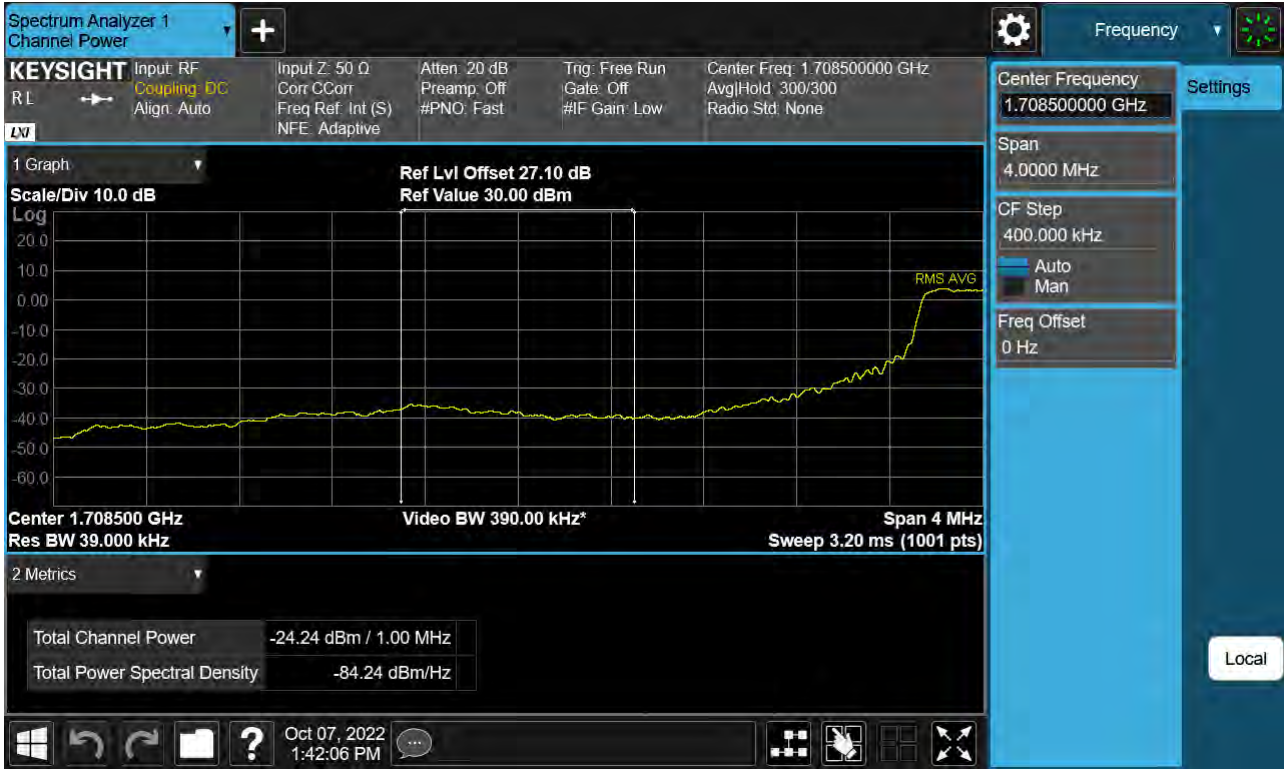 Spectrum Analyzer 1
Channel Power
+
Frequency
KEYSIGHT
R L
LXI
Input: RF
Coupling: DC
Align: Auto
Input Z: 50 Ω
Corr CCorr
Freq Ref: Int (S)
NFE: Adaptive
Atten: 20 dB
Preamp: Off
#PNO: Fast
Trig: Free Run
Gate: Off
#IF Gain: Low
Center Freq: 1.708500000 GHz
Avg|Hold: 300/300
Radio Std: None
Center Frequency
1.708500000 GHz
Settings
Span
4.0000 MHz
CF Step
400.000 kHz
Auto
Man
Freq Offset
0 Hz
Local
1 Graph
Scale/Div 10.0 dB
Ref Lvl Offset 27.10 dB
Ref Value 30.00 dBm
Log
20.0
10.0
0.00
-10.0
-20.0
-30.0
-40.0
-50.0
-60.0
RMS AVG
Center 1.708500 GHz
Video BW 390.00 kHz*
Span 4 MHz
Res BW 39.000 kHz
Sweep 3.20 ms (1001 pts)
2 Metrics
Total Channel Power -24.24 dBm / 1.00 MHz
Total Power Spectral Density -84.24 dBm/Hz
?
Oct 07, 2022
1:42:06 PM